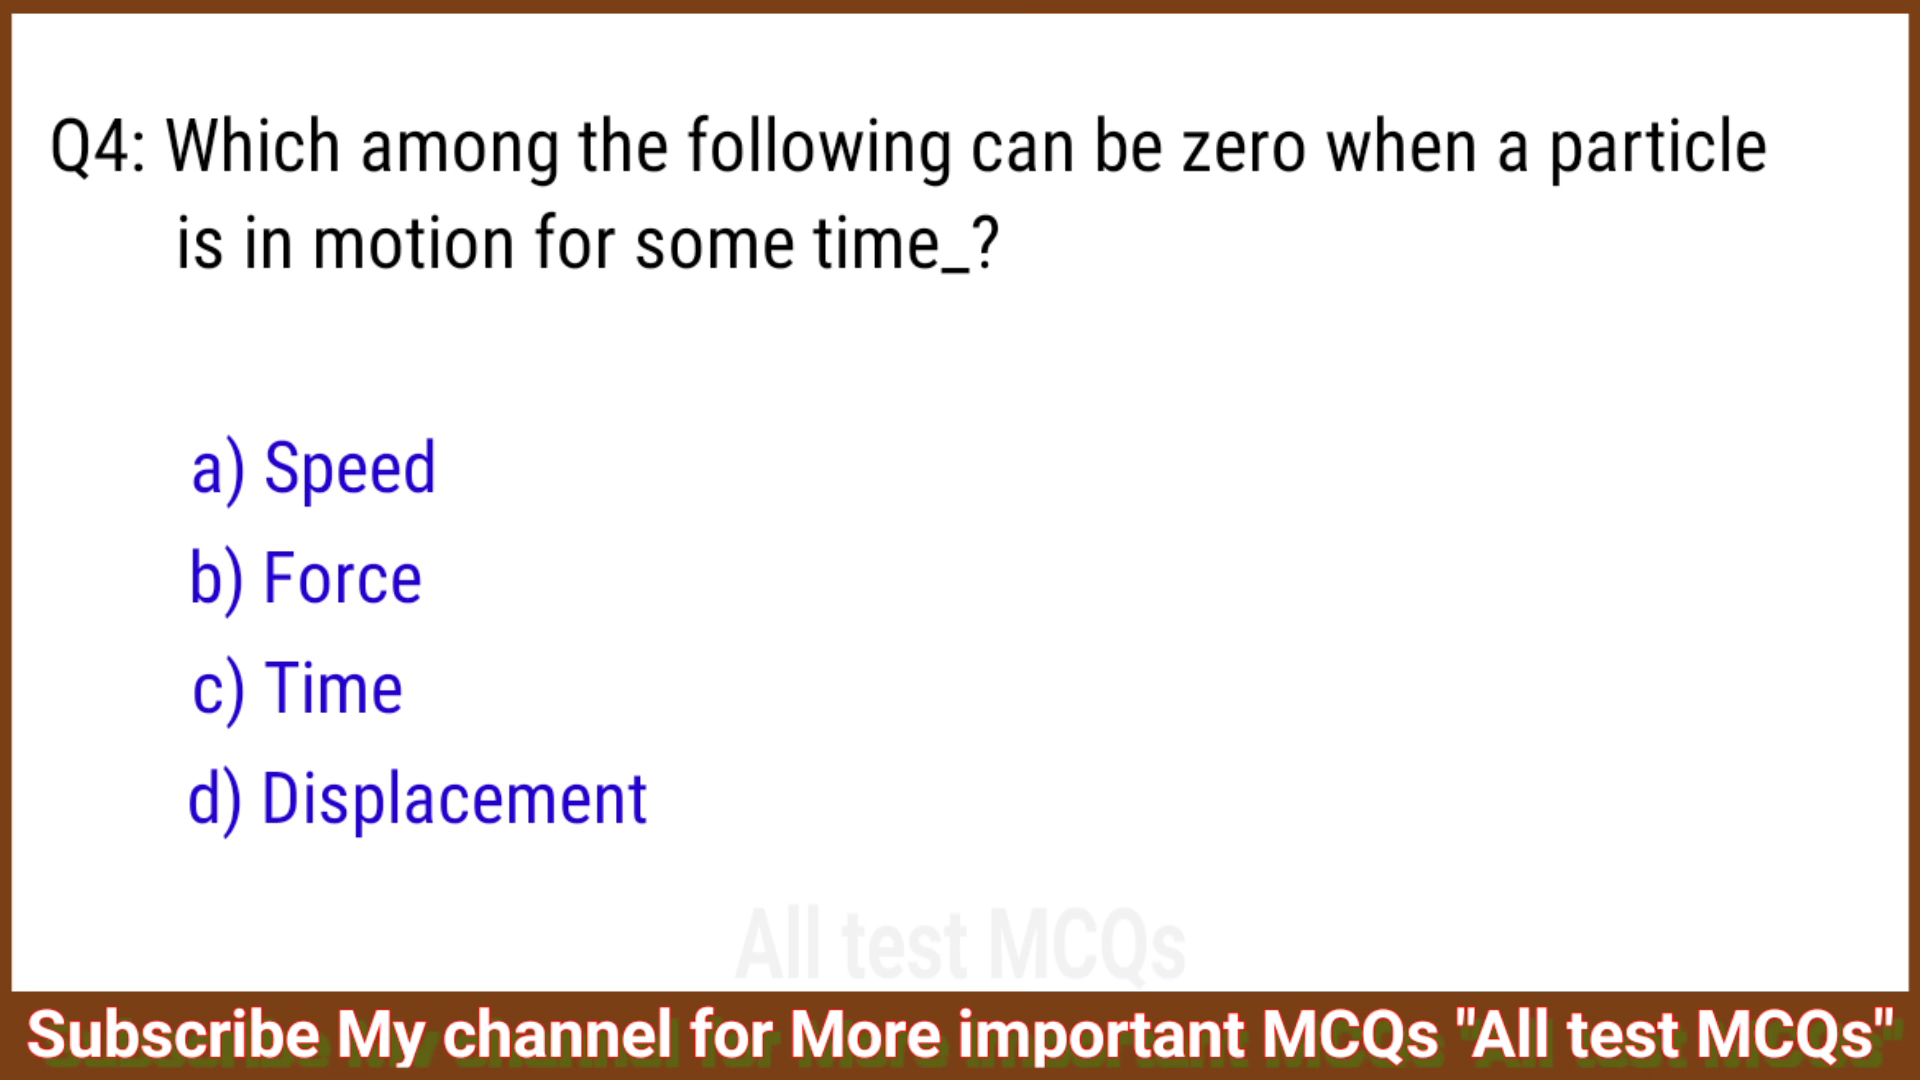 Q4: Which among the following can be zero when a particle
is in motion for some time_?
a) Speed
b) Force
c) Time
d) Displacement
All test MCQs
Subscribe My channel for More important MCQs "All test MCQs"